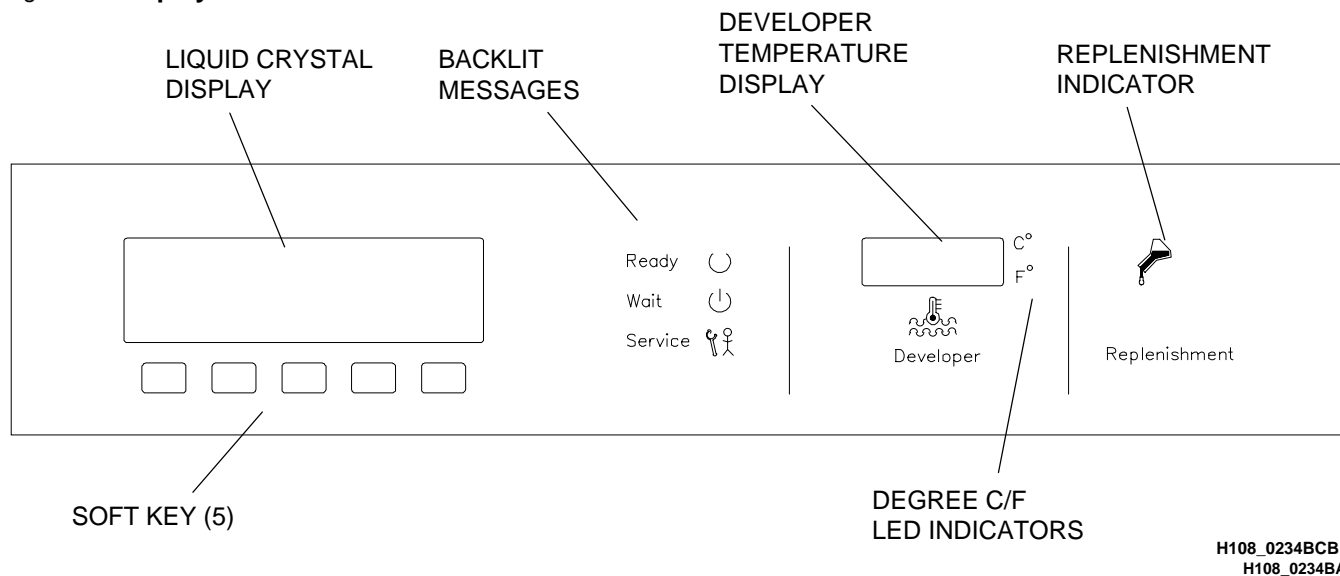 DEVELOPER
TEMPERATURE
DISPLAY
LIQUID CRYSTAL
DISPLAY
BACKLIT
MESSAGES
REPLENISHMENT
INDICATOR
Ready
Wait
Service
C°
F°
Developer
Replenishment
SOFT KEY (5)
DEGREE C/F
LED INDICATORS
H108_0234BCB
H108_0234BA